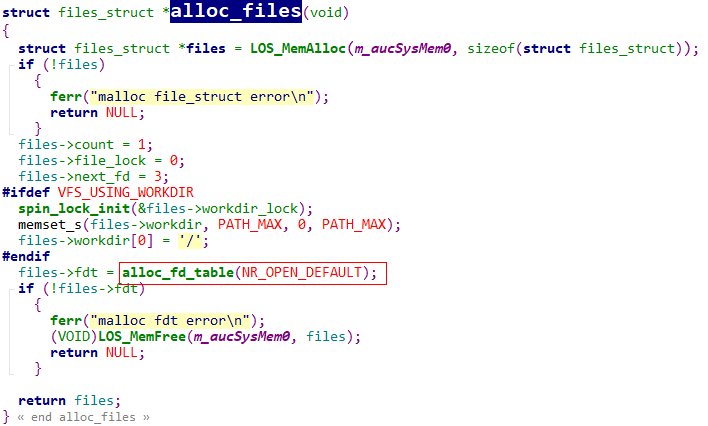 struct files_struct *alloc_files(void)
{
  struct files_struct *files = LOS_MemAlloc(m_aucSysMem0, sizeof(struct files_struct));
  if (!files)
    {
      ferr("malloc file_struct error\n");
      return NULL;
    }
  files->count = 1;
  files->file_lock = 0;
  files->next_fd = 3;
#ifdef VFS_USING_WORKDIR
  spin_lock_init(&files->workdir_lock);
  memset_s(files->workdir, PATH_MAX, 0, PATH_MAX);
  files->workdir[0] = '/';
#endif
  files->fdt = alloc_fd_table(NR_OPEN_DEFAULT);
  if (!files->fdt)
    {
      ferr("malloc fdt error\n");
      (VOID)LOS_MemFree(m_aucSysMem0, files);
      return NULL;
    }

  return files;
} « end alloc_files »